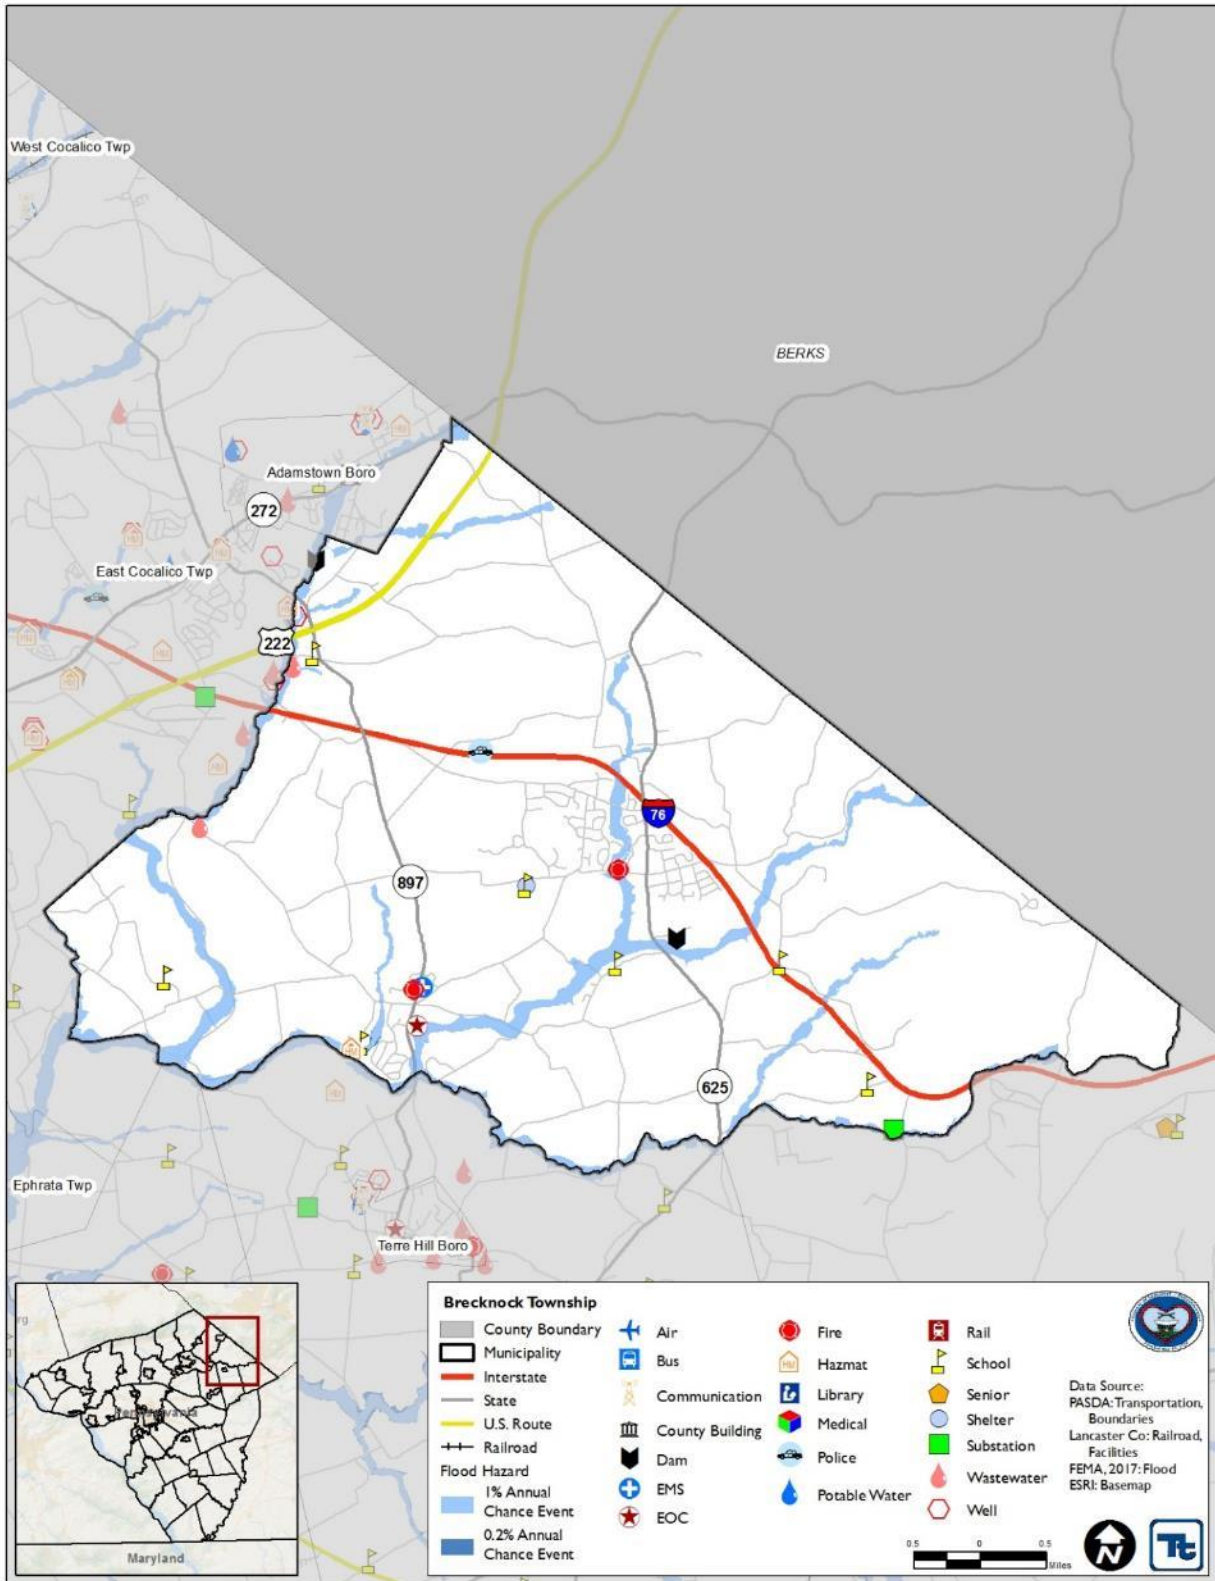 West Cocalico Twp
BERKS
Adamstown Boro
272
East Cocalico Twp
222
76
897
625
Ephrata Twp
Terre Hill Boro
Pennsylvania
Maryland
Brecknock Township
County Boundary
Municipality
Interstate
State
U.S. Route
Railroad
Flood Hazard
1% Annual
Chance Event
0.2% Annual
Chance Event
Air
Bus
Communication
County Building
Dam
EMS
EOC
Fire
HM
Hazmat
Library
Medical
Police
Potable Water
Rail
School
Senior
Shelter
Substation
Wastewater
Well
Data Source:
PASDA: Transportation,
Boundaries
Lancaster Co: Railroad,
Facilities
FEMA, 2017: Flood
ESRI: Basemap
0.5 0 0.5
Miles
N
Tt